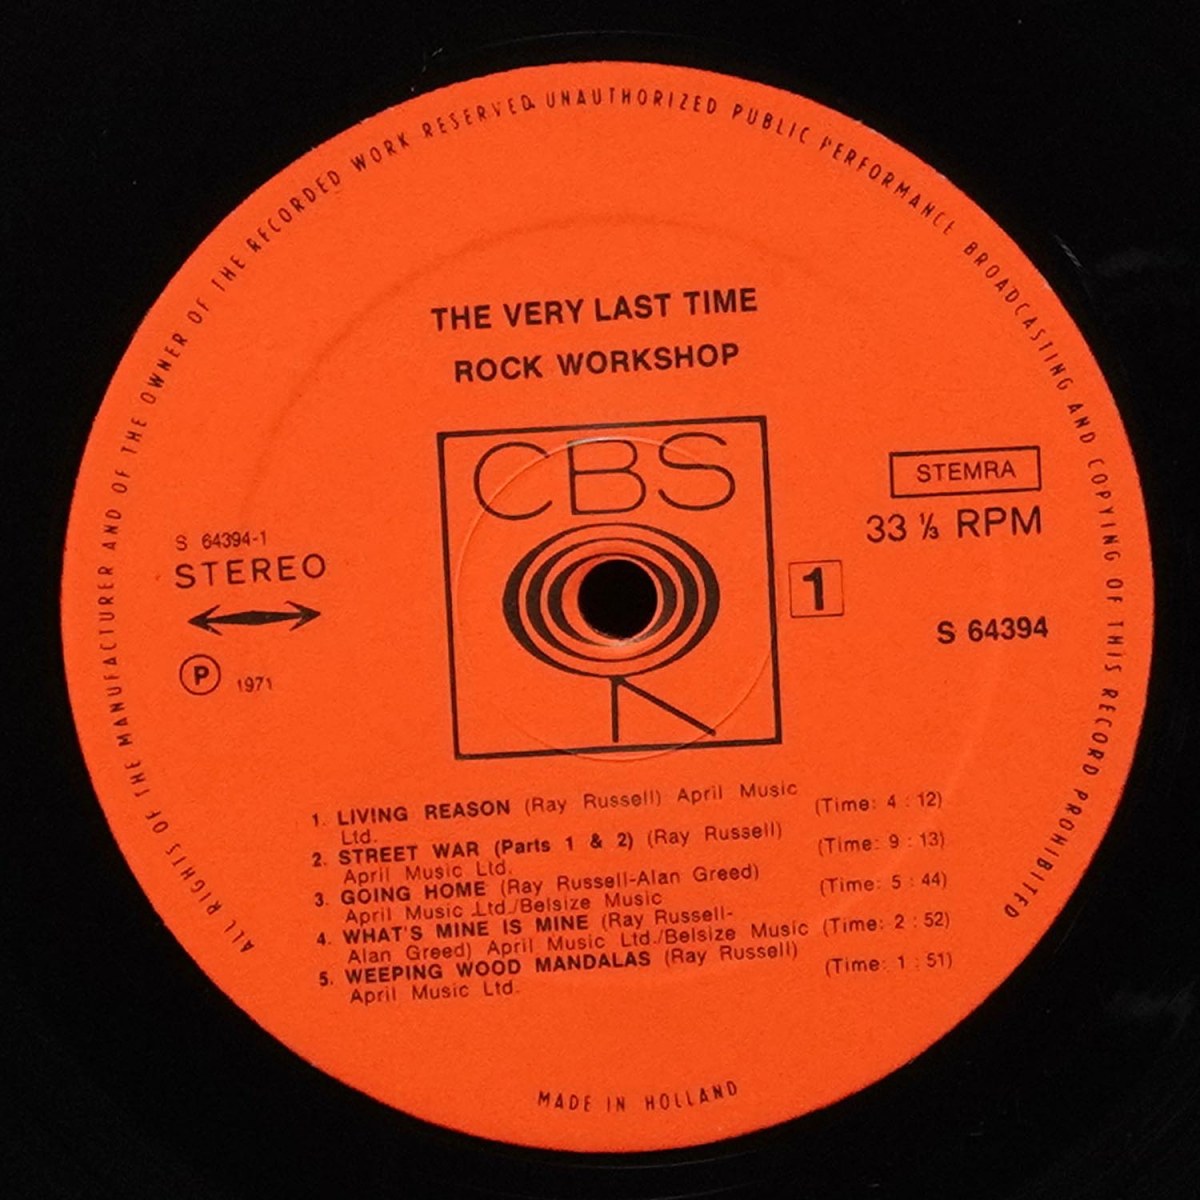 ALL RIGHTS OF THE MANUFACTURER AND OF THE OWNER OF THE RECORDED WORK RESERVED. UNAUTHORIZED PUBLIC PERFORMANCE BROADCASTING AND COPYING OF THIS RECORD PROHIBITED
THE VERY LAST TIME
ROCK WORKSHOP
CBS
STEMRA
33 ⅓ RPM
S 64394-1
STEREO
1
S 64394
P 1971
1. LIVING REASON (Ray Russell) April Music (Time: 4 : 12)
Ltd.
2. STREET WAR (Parts 1 & 2) (Ray Russell) (Time: 9 : 13)
April Music Ltd.
3. GOING HOME (Ray Russell-Alan Greed) (Time: 5 : 44)
April Music Ltd./Belsize Music
4. WHAT'S MINE IS MINE (Ray Russell- (Time: 2 : 52)
Alan Greed) April Music Ltd./Belsize Music
5. WEEPING WOOD MANDALAS (Ray Russell) (Time: 1 : 51)
April Music Ltd.
MADE IN HOLLAND